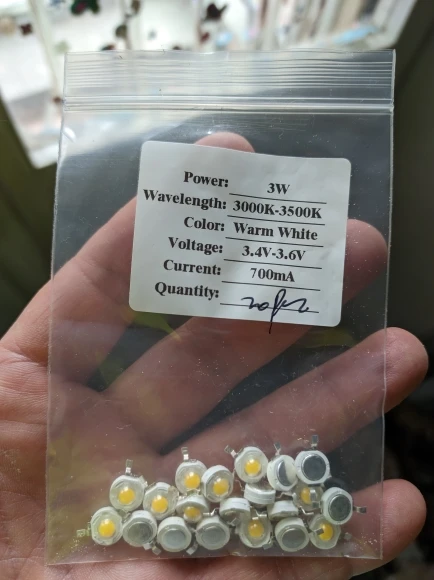 Power: 3W
Wavelength: 3000K-3500K
Color: Warm White
Voltage: 3.4V-3.6V
Current: 700mA
Quantity: